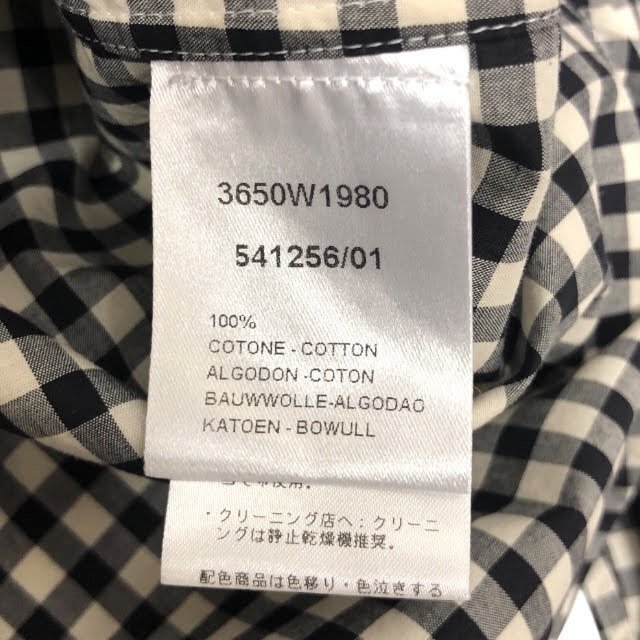 3650W1980
541256/01
100%
COTONE - COTTON
ALGODON -COTON
BAUWWOLLE-ALGODAO
KATOEN - BOWULL
・クリーニング店へ：クリーニ
ングは静止乾燥機推奨。
配色商品は色移り・色泣きする